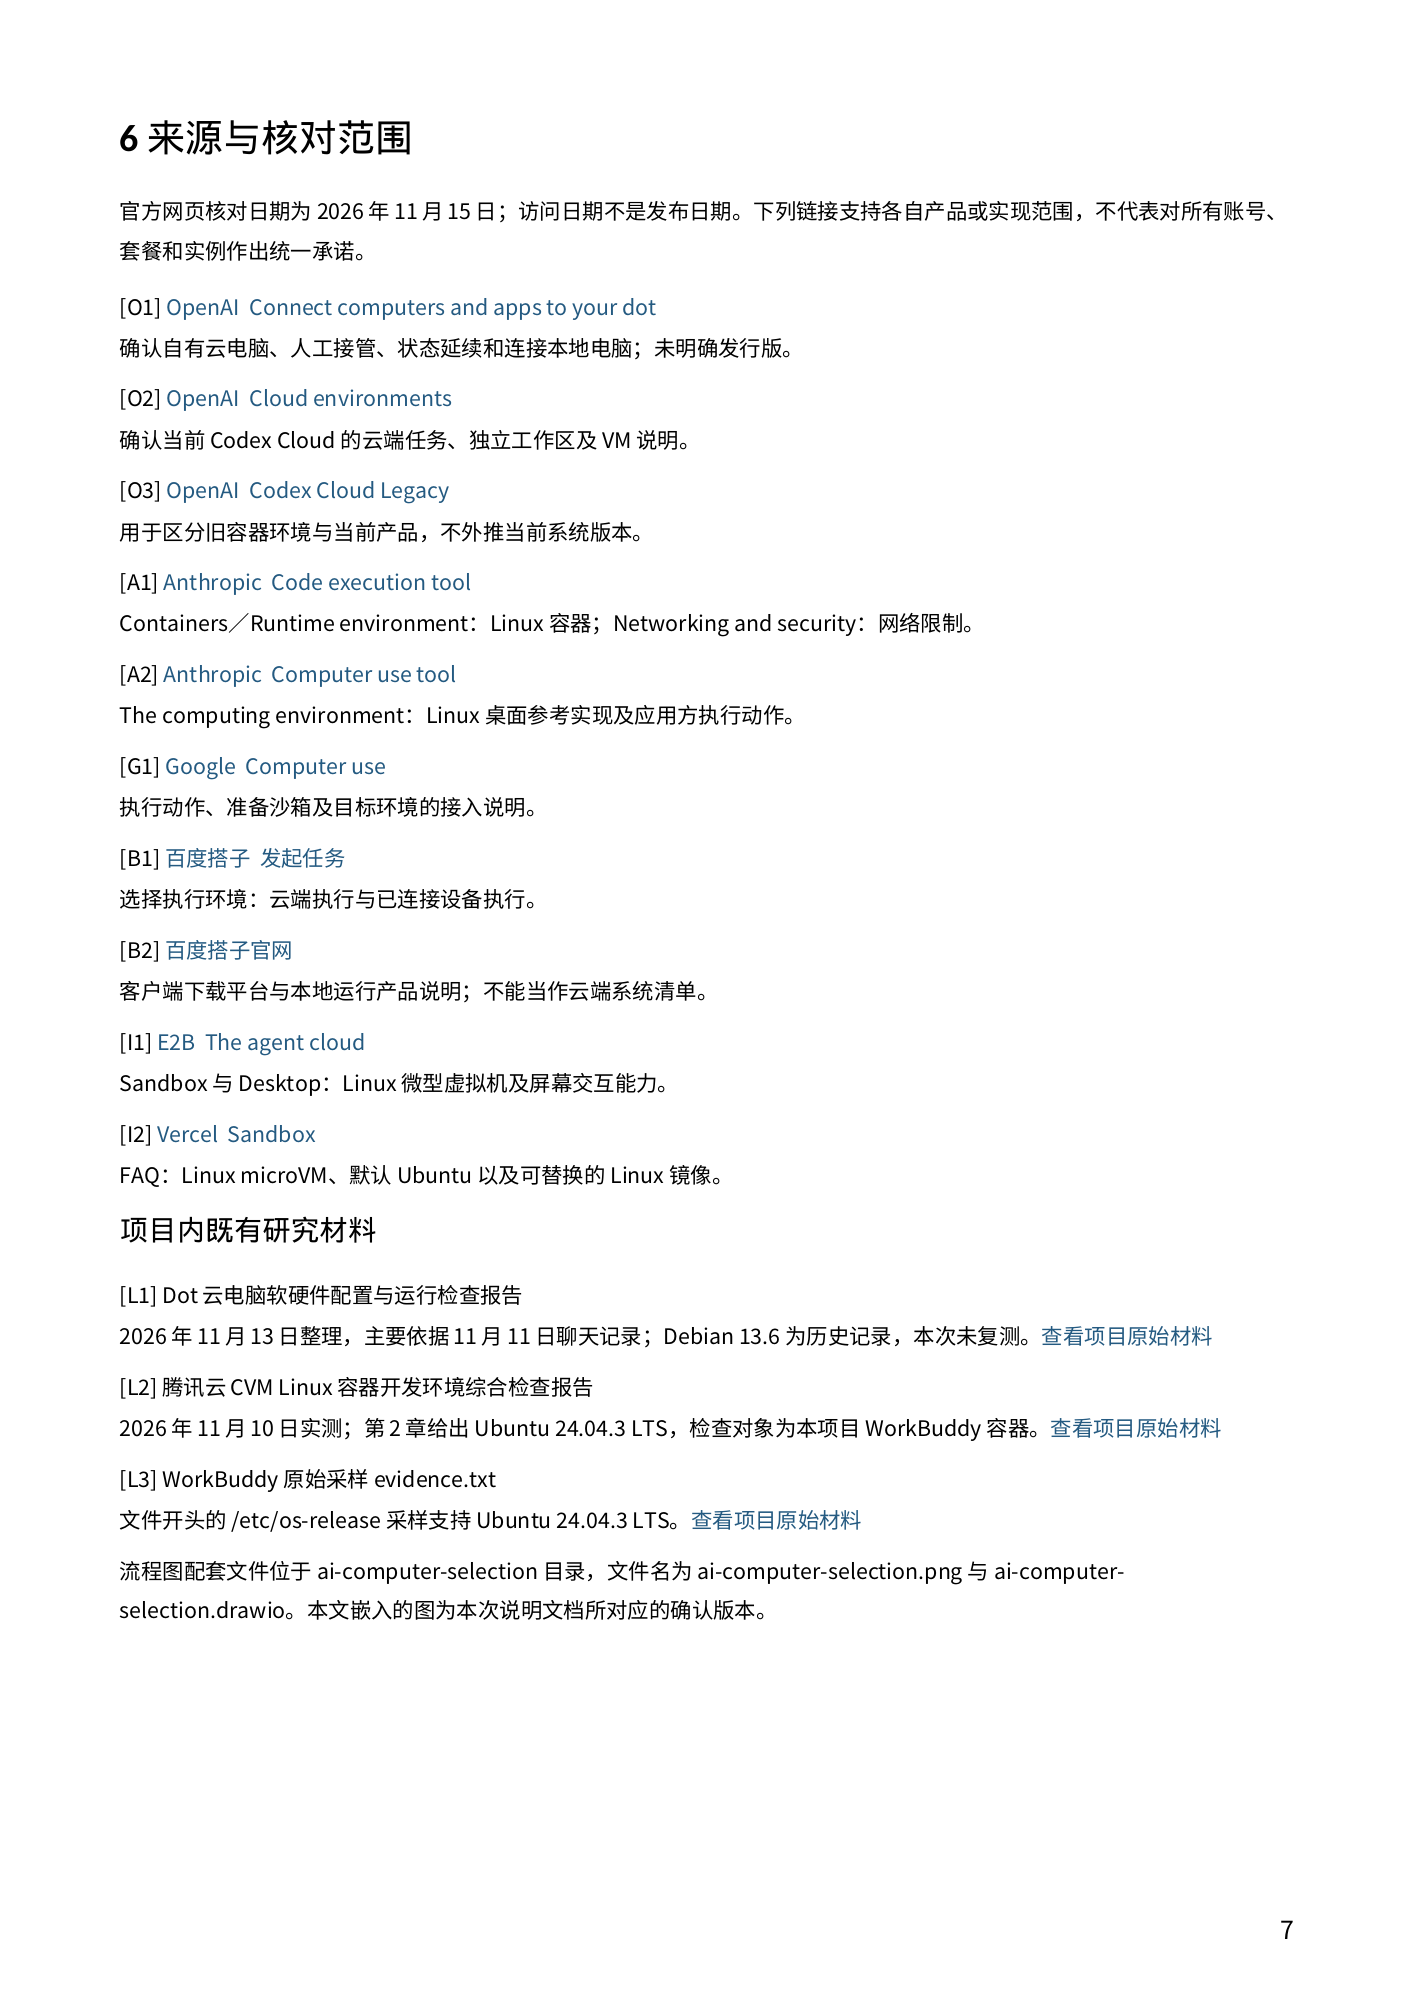 6 来源与核对范围
官方网页核对日期为 2026 年 11 月 15 日；访问日期不是发布日期。下列链接支持各自产品或实现范围，不代表对所有账号、
套餐和实例作出统一承诺。
[O1] OpenAI Connect computers and apps to your dot
确认自有云电脑、人工接管、状态延续和连接本地电脑；未明确发行版。
[O2] OpenAI Cloud environments
确认当前 Codex Cloud 的云端任务、独立工作区及 VM 说明。
[O3] OpenAI Codex Cloud Legacy
用于区分旧容器环境与当前产品，不外推当前系统版本。
[A1] Anthropic Code execution tool
Containers／Runtime environment：Linux 容器；Networking and security：网络限制。
[A2] Anthropic Computer use tool
The computing environment：Linux 桌面参考实现及应用方执行动作。
[G1] Google Computer use
执行动作、准备沙箱及目标环境的接入说明。
[B1] 百度搭子 发起任务
选择执行环境：云端执行与已连接设备执行。
[B2] 百度搭子官网
客户端下载平台与本地运行产品说明；不能当作云端系统清单。
[I1] E2B The agent cloud
Sandbox 与 Desktop：Linux 微型虚拟机及屏幕交互能力。
[I2] Vercel Sandbox
FAQ：Linux microVM、默认 Ubuntu 以及可替换的 Linux 镜像。
项目内既有研究材料
[L1] Dot 云电脑软硬件配置与运行检查报告
2026 年 11 月 13 日整理，主要依据 11 月 11 日聊天记录；Debian 13.6 为历史记录，本次未复测。查看项目原始材料
[L2] 腾讯云 CVM Linux 容器开发环境综合检查报告
2026 年 11 月 10 日实测；第 2 章给出 Ubuntu 24.04.3 LTS，检查对象为本项目 WorkBuddy 容器。查看项目原始材料
[L3] WorkBuddy 原始采样 evidence.txt
文件开头的 /etc/os-release 采样支持 Ubuntu 24.04.3 LTS。查看项目原始材料
流程图配套文件位于 ai-computer-selection 目录，文件名为 ai-computer-selection.png 与 ai-computer-
selection.drawio。本文嵌入的图为本次说明文档所对应的确认版本。
7